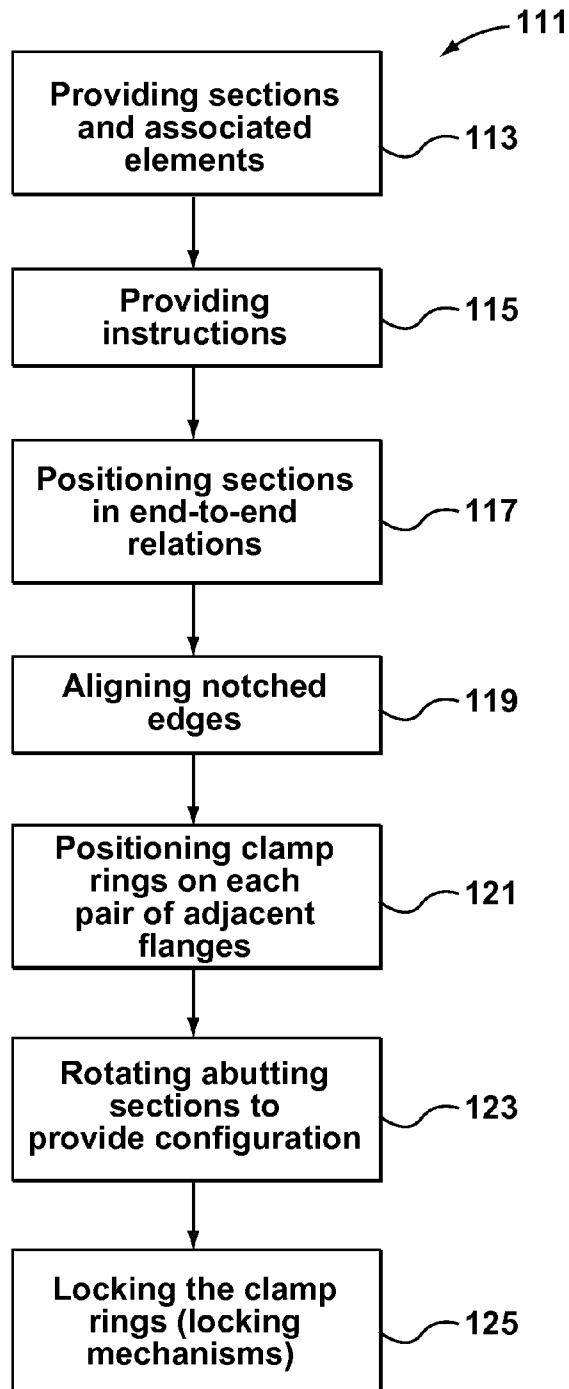 111
Providing sections
and associated
elements
113
Providing
instructions
115
Positioning sections
in end-to-end
relations
117
Aligning notched
edges
119
Positioning clamp
rings on each
pair of adjacent
flanges
121
Rotating abutting
sections to
provide configuration
123
Locking the clamp
rings (locking
mechanisms)
125